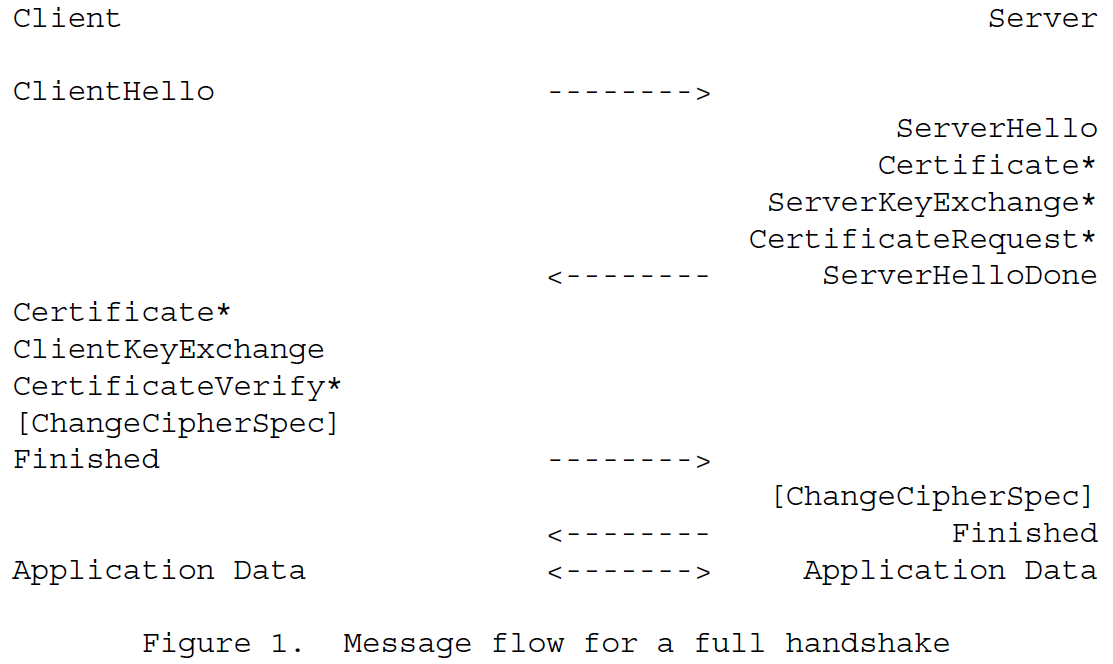 Client Server
ClientHello -------->
ServerHello
Certificate*
ServerKeyExchange*
CertificateRequest*
<-------- ServerHelloDone
Certificate*
ClientKeyExchange
CertificateVerify*
[ChangeCipherSpec]
Finished -------->
[ChangeCipherSpec]
<-------- Finished
Application Data <-------> Application Data
Figure 1. Message flow for a full handshake